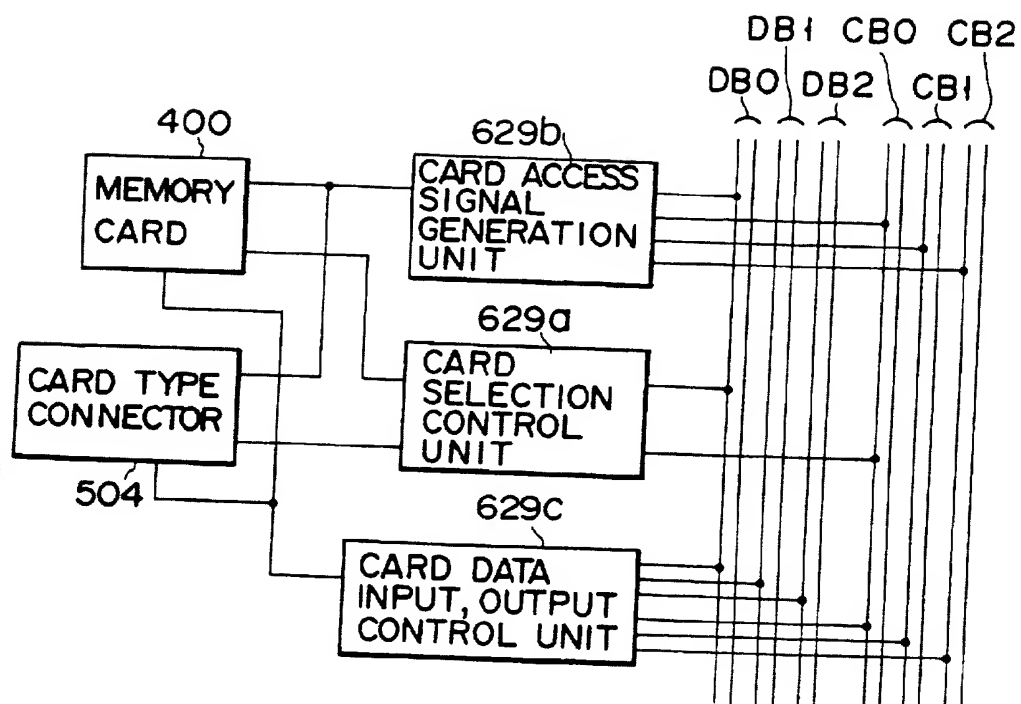 DB1 CB0 CB2
DB0 DB2 CB1
400
629b
MEMORY
CARD
CARD ACCESS
SIGNAL
GENERATION
UNIT
629a
CARD TYPE
CONNECTOR
504
CARD
SELECTION
CONTROL
UNIT
629c
CARD DATA
INPUT, OUTPUT
CONTROL UNIT